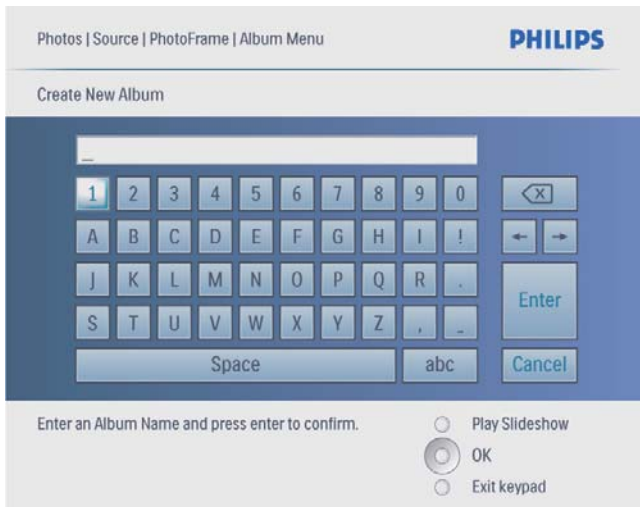 Photos | Source | PhotoFrame | Album Menu PHILIPS
Create New Album
_
1 2 3 4 5 6 7 8 9 0
A B C D E F G H I !
J K L M N O P Q R .
Enter
S T U V W X Y Z , _
Space abc Cancel
Enter an Album Name and press enter to confirm. Play Slideshow
OK
Exit keypad